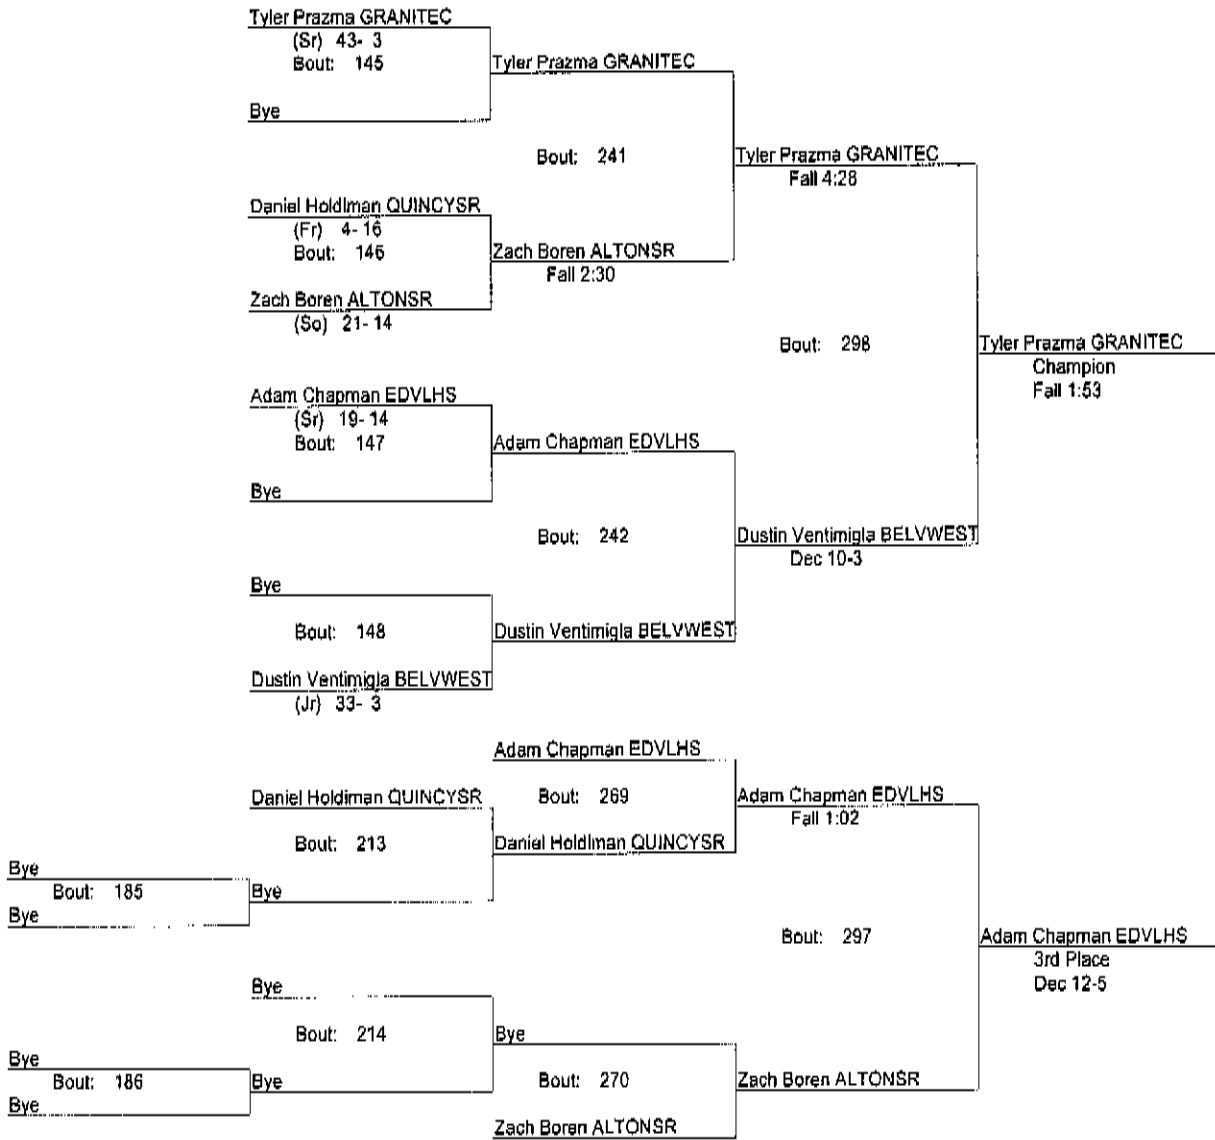 Tyler Prazma GRANITEC
(Sr) 43- 3
Bout: 145
Tyler Prazma GRANITEC
Bye
Bout: 241
Tyler Prazma GRANITEC
Fall 4:28
Daniel Holdiman QUINCYSR
(Fr) 4- 16
Bout: 146
Zach Boren ALTONSR
Fall 2:30
Zach Boren ALTONSR
(So) 21- 14
Bout: 298
Tyler Prazma GRANITEC
Champion
Fall 1:53
Adam Chapman EDVLHS
(Sr) 19- 14
Bout: 147
Adam Chapman EDVLHS
Bye
Bout: 242
Dustin Ventimigla BELVWEST
Dec 10-3
Bye
Bout: 148
Dustin Ventimigla BELVWEST
Dustin Ventimigla BELVWEST
(Jr) 33- 3
Adam Chapman EDVLHS
Daniel Holdiman QUINCYSR
Bout: 269
Adam Chapman EDVLHS
Fall 1:02
Bout: 213
Daniel Holdiman QUINCYSR
Bye
Bout: 185
Bye
Bye
Bout: 297
Adam Chapman EDVLHS
3rd Place
Dec 12-5
Bye
Bout: 214
Bye
Bye
Bout: 186
Bye
Bout: 270
Zach Boren ALTONSR
Bye
Zach Boren ALTONSR